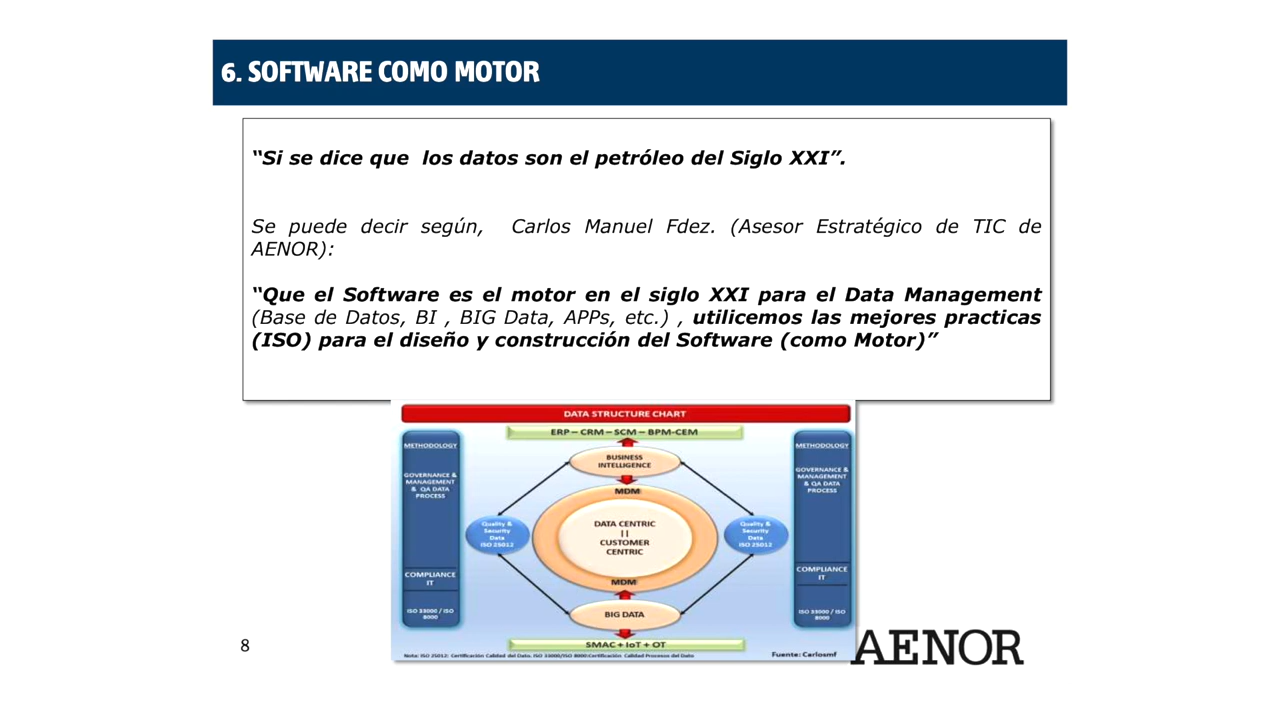 6. SOFTWARE COMO MOTOR
“Si se dice que los datos son el petróleo del Siglo XXI”.
Se puede decir según, Carlos Manuel Fdez. (Asesor Estratégico de TIC de
AENOR):
“Que el Software es el motor en el siglo XXI para el Data Management
(Base de Datos, BI , BIG Data, APPs, etc.) , utilicemos las mejores practicas
(ISO) para el diseño y construcción del Software (como Motor)”
DATA STRUCTURE CHART
ERP – CRM – SCM – BPM-CEM
METHODOLOGY
GOVERNANCE &
MANAGEMENT
& QA DATA
PROCESS
COMPLIANCE
IT
ISO 33000 / ISO
8000
BUSINESS
INTELLIGENCE
MDM
Quality &
Security
Data
ISO 25012
DATA CENTRIC
||
CUSTOMER
CENTRIC
Quality &
Security
Data
ISO 25012
MDM
BIG DATA
SMAC + IoT + OT
METHODOLOGY
GOVERNANCE &
MANAGEMENT
& QA DATA
PROCESS
COMPLIANCE
IT
ISO 33000 / ISO
8000
Nota: ISO 25012: Certificación Calidad del Dato. ISO 33000/ISO 8000:Certificación Calidad Procesos del Dato
Fuente: Carlosmf
8
AENOR